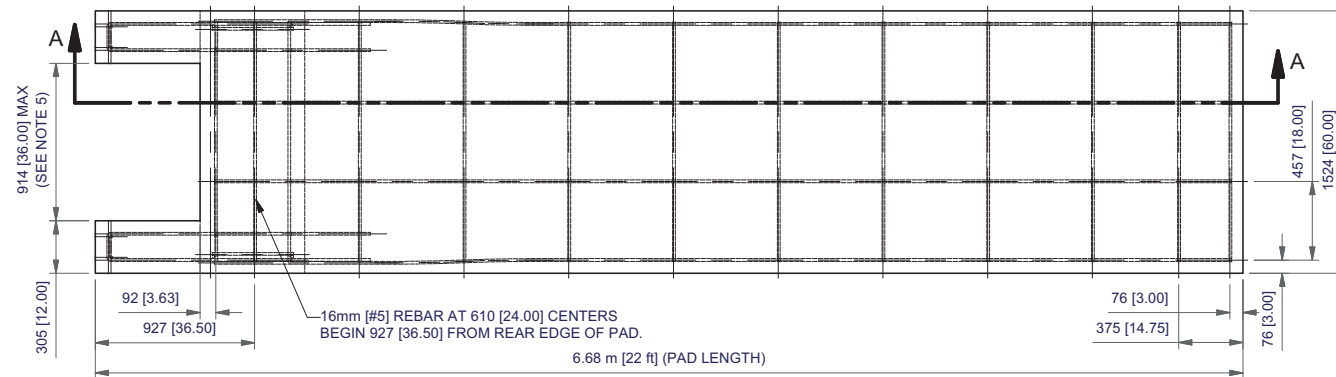 A
A
914 [36.00] MAX
(SEE NOTE 5)
457 [18.00]
1524 [60.00]
305 [12.00]
92 [3.63]
927 [36.50]
16mm [#5] REBAR AT 610 [24.00] CENTERS
BEGIN 927 [36.50] FROM REAR EDGE OF PAD.
76 [3.00]
375 [14.75]
76 [3.00]
6.68 m [22 ft] (PAD LENGTH)